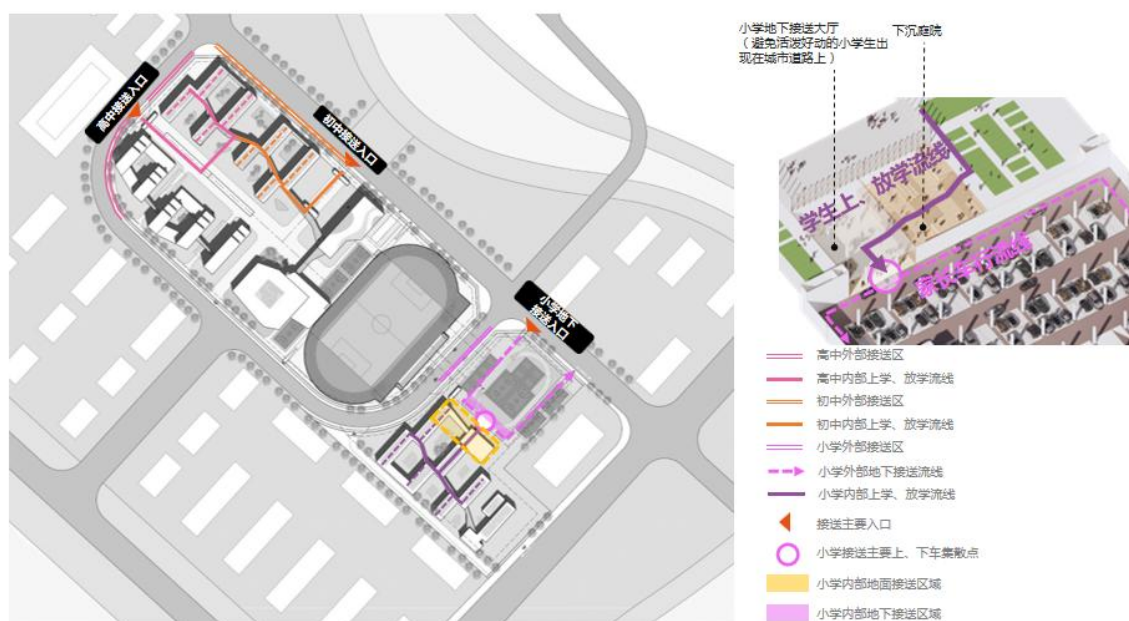 小学地下接送大厅
（避免活泼好动的小学生出
现在城市道路上）
下沉庭院
高中接送入口
初中接送入口
小学地下
接送入口
学生上、放学流线
家长车行流线
高中外部接送区
高中内部上学、放学流线
初中外部接送区
初中内部上学、放学流线
小学外部接送区
小学外部地下接送流线
小学内部上学、放学流线
接送主要入口
小学接送主要上、下车集散点
小学内部地面接送区域
小学内部地下接送区域